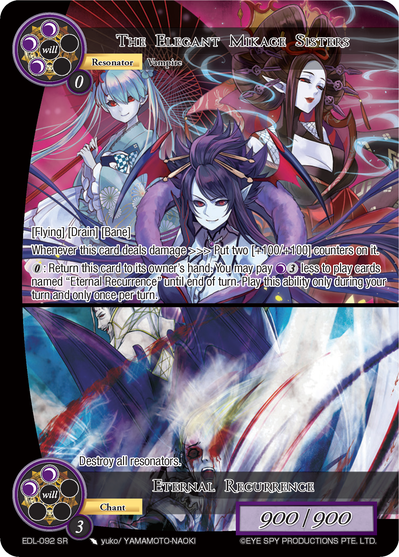 The Elegant Mikage Sisters
will
Resonator Vampire
0
[Flying] [Drain] [Bane]
Whenever this card deals damage >>> Put two [+100/+100] counters on it.
0 : Return this card to its owner's hand. You may pay 3 less to play cards
named "Eternal Recurrence" until end of turn. Play this ability only during your
turn and only once per turn.
Destroy all resonators.
Eternal Recurrence
will
Chant
3
900 / 900
EDL-092 SR yuko/ YAMAMOTO-NAOKI ©EYE SPY PRODUCTIONS PTE. LTD.